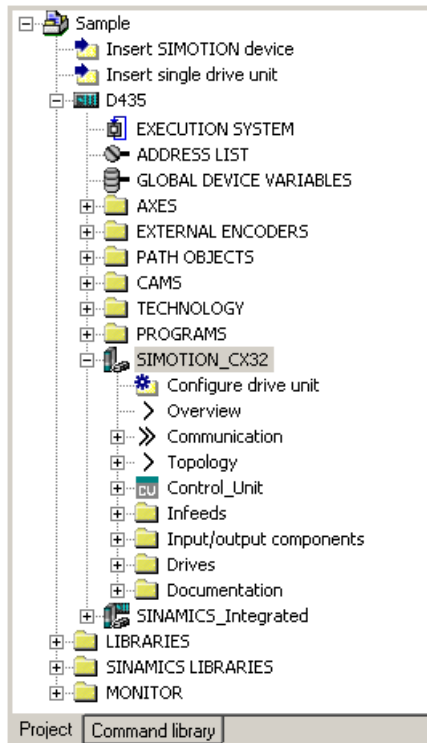 Sample
Insert SIMOTION device
Insert single drive unit
D435
EXECUTION SYSTEM
ADDRESS LIST
GLOBAL DEVICE VARIABLES
AXES
EXTERNAL ENCODERS
PATH OBJECTS
CAMS
TECHNOLOGY
PROGRAMS
SIMOTION_CX32
Configure drive unit
Overview
Communication
Topology
CU Control_Unit
Infeeds
Input/output components
Drives
Documentation
SINAMICS_Integrated
LIBRARIES
SINAMICS LIBRARIES
MONITOR
Project Command library